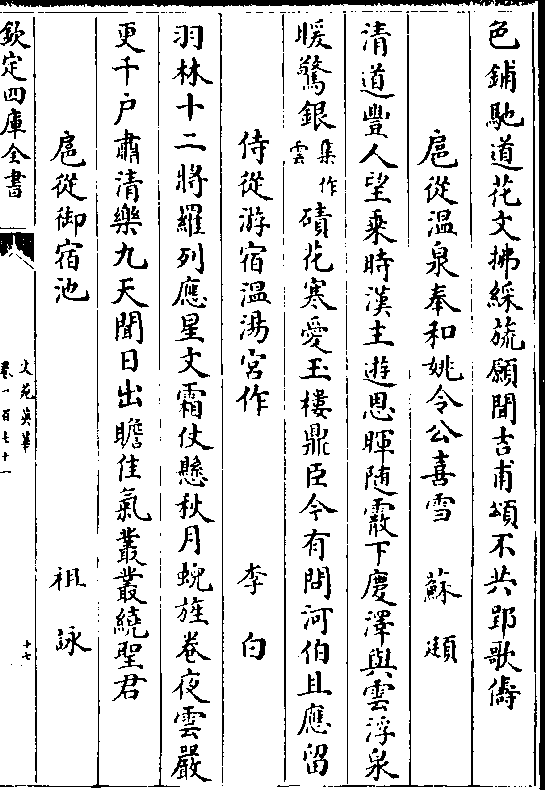 色鋪馳道花文拂綵㫌願聞吉甫頌不共郢歌儔
扈從温泉奉和姚令公喜雪　蘇頲
清道豐人望乘時漢主遊恩暉隨霰下慶澤與雲浮泉
暖驚銀集作雲磧花寒愛玉樓鼎臣今有問河伯且應留
侍從游宿温湯宮作　李白
羽林十二將羅列應星文霜仗懸秋月蜺旌卷夜雲嚴
更千户肅清樂九天聞日出瞻佳氣叢叢繞聖君
扈從御宿池　祖詠
欽定四庫全書
文苑英華
卷一百七十一
十七